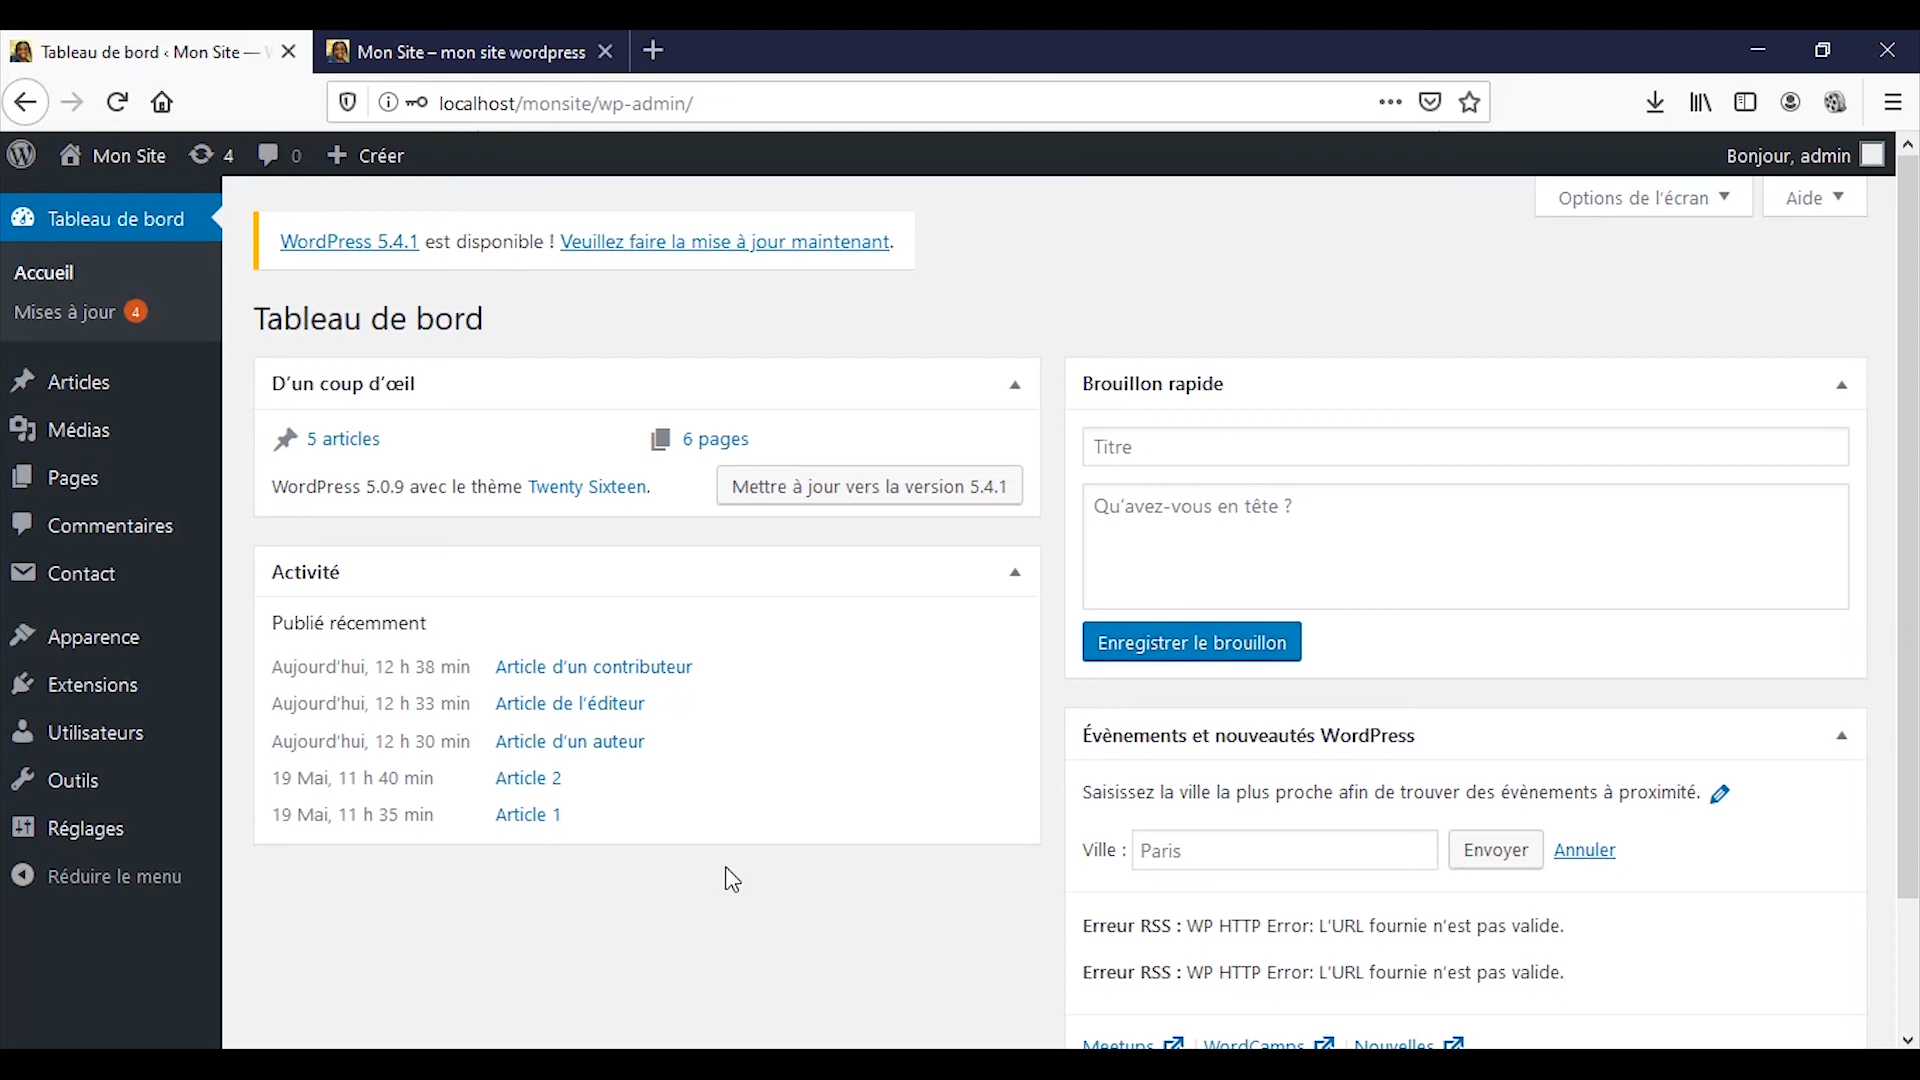 Tableau de bord ‹ Mon Site —
Mon Site – mon site wordpress
localhost/monsite/wp-admin/
Mon Site 4 0 Créer
Bonjour, admin
Options de l'écran
Aide
Tableau de bord
Accueil
Mises à jour 4
Articles
Médias
Pages
Commentaires
Contact
Apparence
Extensions
Utilisateurs
Outils
Réglages
Réduire le menu
WordPress 5.4.1 est disponible ! Veuillez faire la mise à jour maintenant.
Tableau de bord
D’un coup d’œil
5 articles
6 pages
WordPress 5.0.9 avec le thème Twenty Sixteen.
Mettre à jour vers la version 5.4.1
Activité
Publié récemment
Aujourd’hui, 12 h 38 min Article d’un contributeur
Aujourd’hui, 12 h 33 min Article de l’éditeur
Aujourd’hui, 12 h 30 min Article d’un auteur
19 Mai, 11 h 40 min Article 2
19 Mai, 11 h 35 min Article 1
Brouillon rapide
Titre
Qu’avez-vous en tête ?
Enregistrer le brouillon
Évènements et nouveautés WordPress
Saisissez la ville la plus proche afin de trouver des évènements à proximité.
Ville : Paris Envoyer Annuler
Erreur RSS : WP HTTP Error: L’URL fournie n’est pas valide.
Erreur RSS : WP HTTP Error: L’URL fournie n’est pas valide.
Meetups | WordCamps | Nouvelles